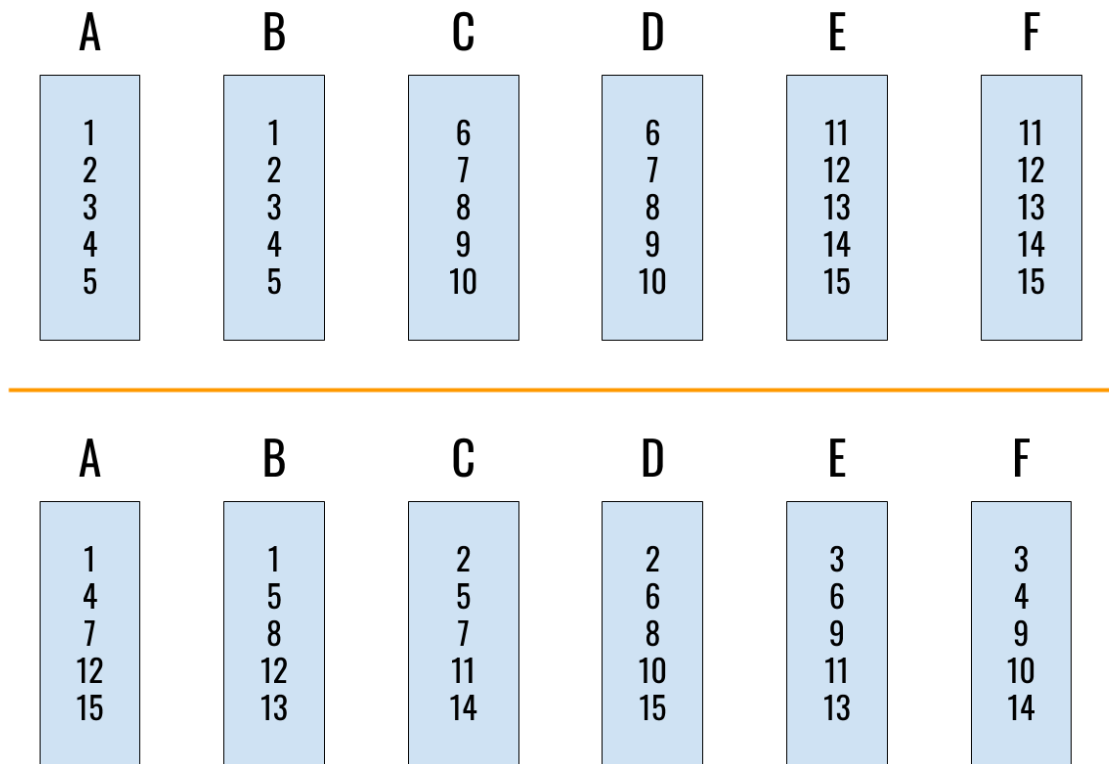 A B C D E F
1 1 6 6 11 11
2 2 7 7 12 12
3 3 8 8 13 13
4 4 9 9 14 14
5 5 10 10 15 15
A B C D E F
1 1 2 2 3 3
4 5 5 6 6 4
7 8 7 8 9 9
12 12 11 10 11 10
15 13 14 15 13 14